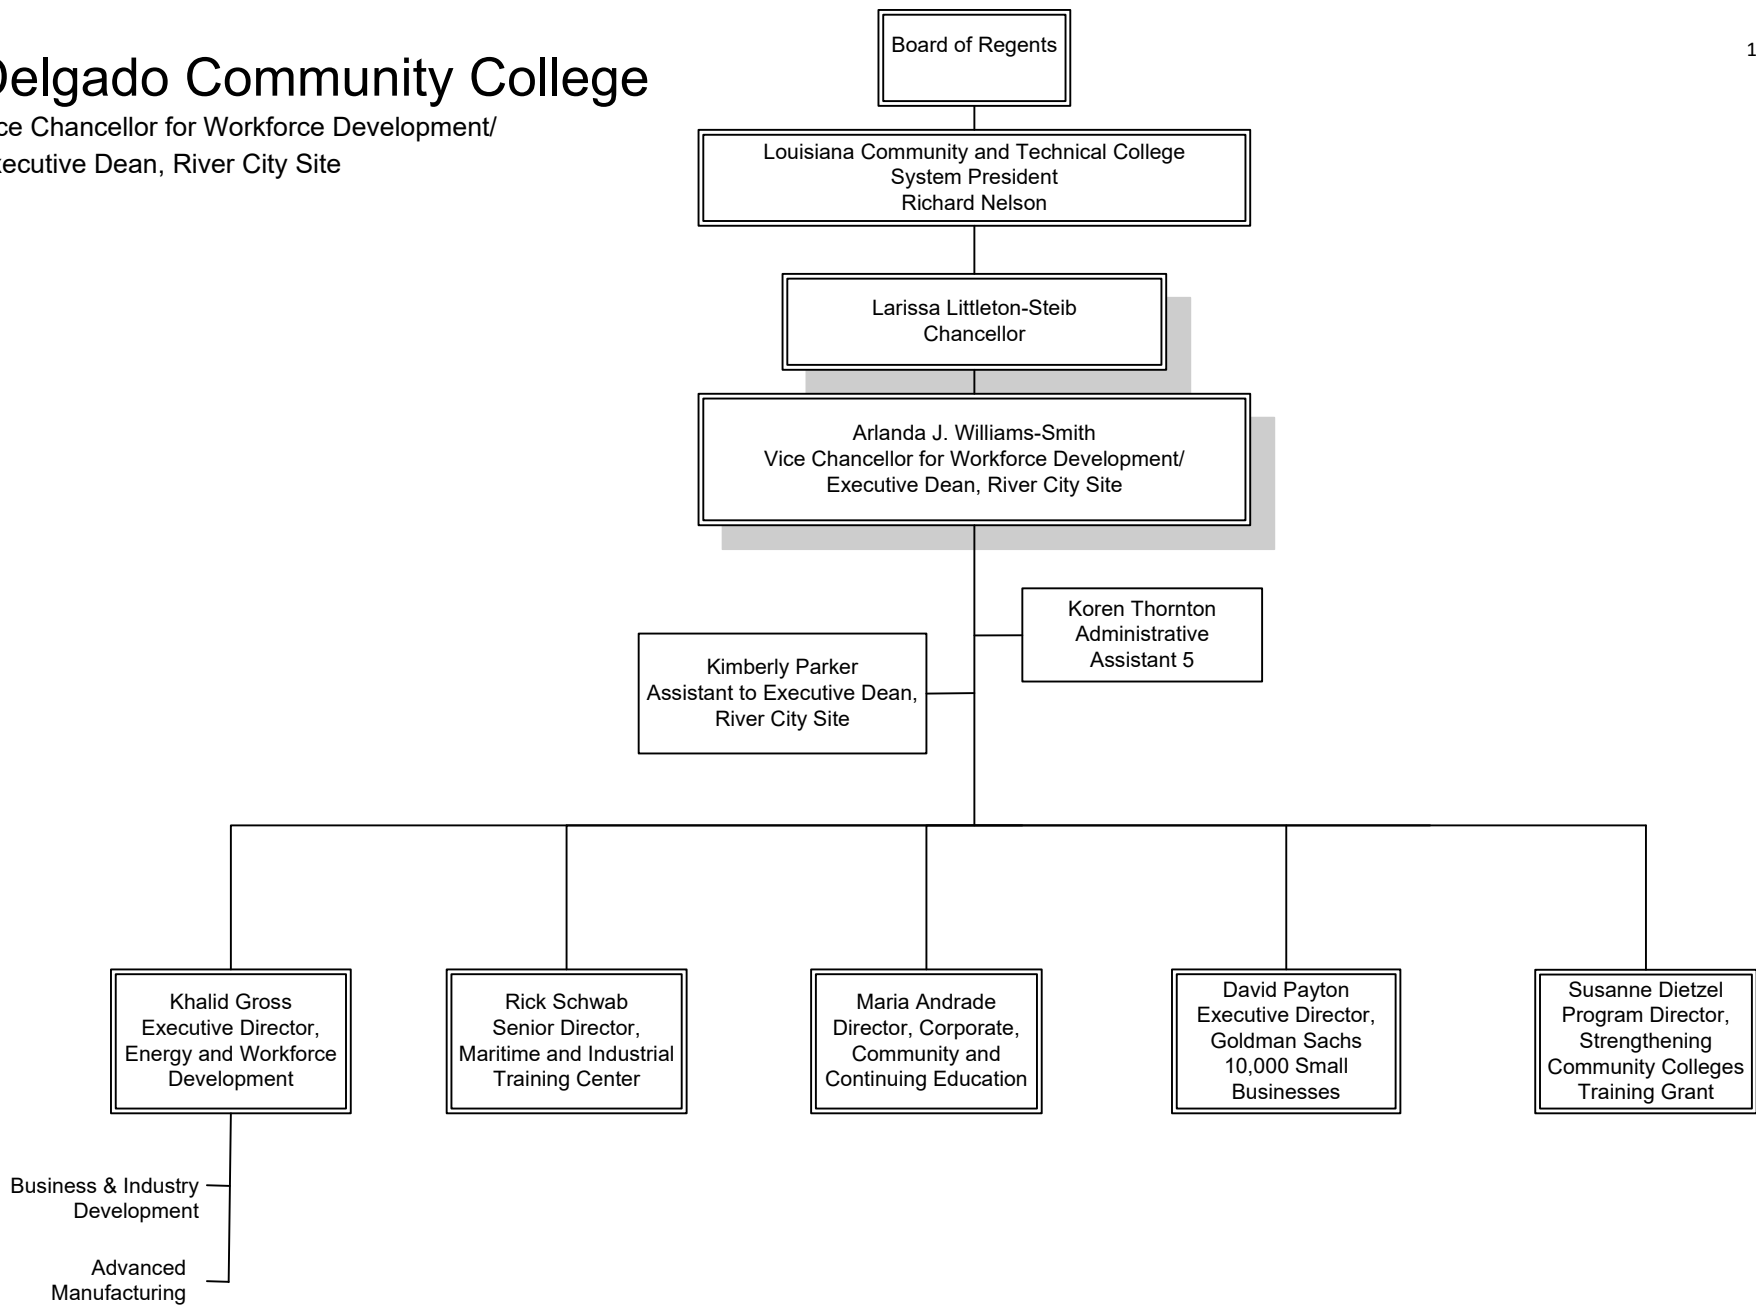 Delgado Community College
ce Chancellor for Workforce Development/
xecutive Dean, River City Site
1
Board of Regents
Louisiana Community and Technical College
System President
Richard Nelson
Larissa Littleton-Steib
Chancellor
Arlanda J. Williams-Smith
Vice Chancellor for Workforce Development/
Executive Dean, River City Site
Koren Thornton
Administrative
Assistant 5
Kimberly Parker
Assistant to Executive Dean,
River City Site
Khalid Gross
Executive Director,
Energy and Workforce
Development
Rick Schwab
Senior Director,
Maritime and Industrial
Training Center
Maria Andrade
Director, Corporate,
Community and
Continuing Education
David Payton
Executive Director,
Goldman Sachs
10,000 Small
Businesses
Susanne Dietzel
Program Director,
Strengthening
Community Colleges
Training Grant
Business & Industry
Development
Advanced
Manufacturing